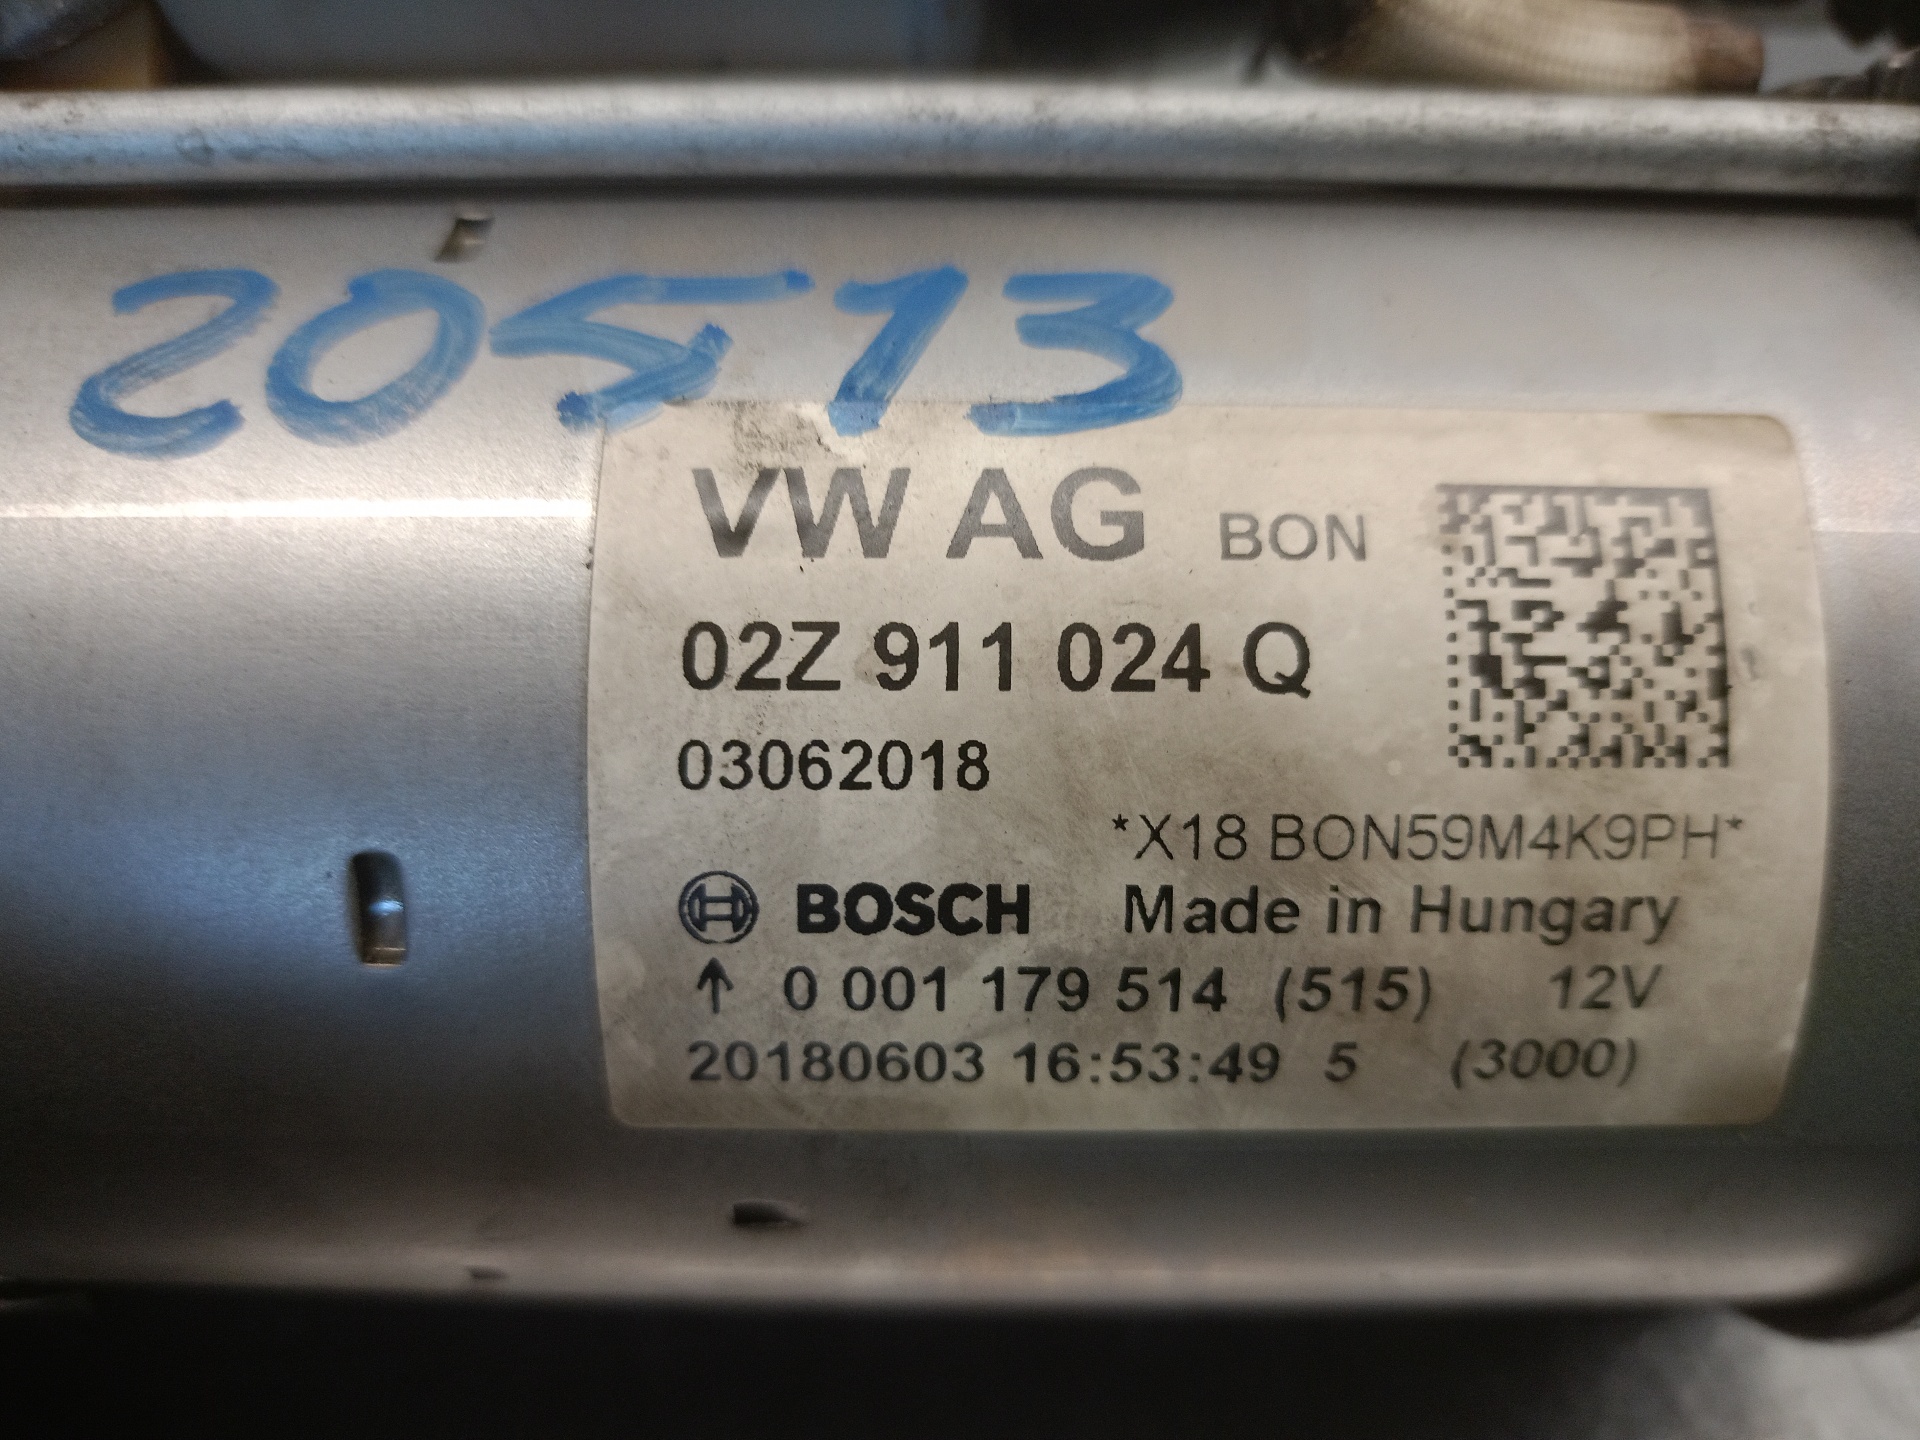 20513
VW AG BON
02Z 911 024 Q
03062018
*X18 BON59M4K9PH*
BOSCH Made in Hungary
↑ 0 001 179 514 (515) 12V
20180603 16:53:49 5 (3000)